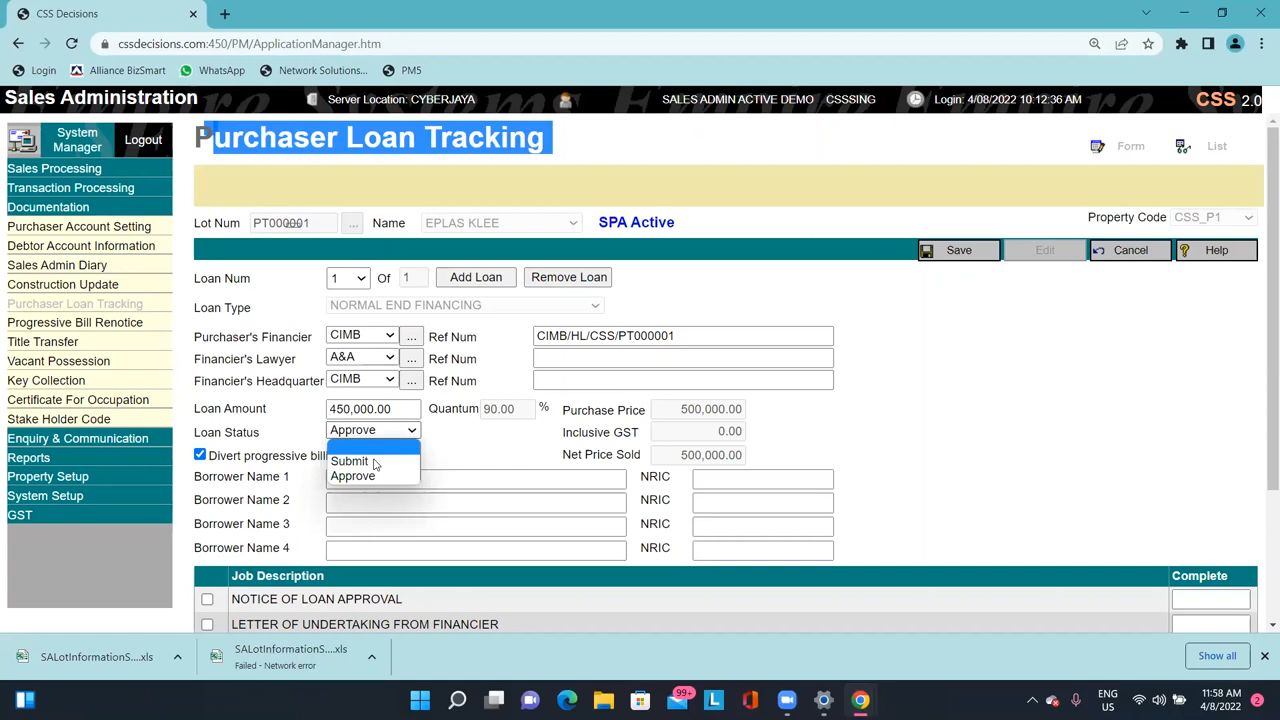 CSS Decisions
cssdecisions.com:450/PM/ApplicationManager.htm
Login
Alliance BizSmart
WhatsApp
Network Solutions...
PM5
Sales Administration
Server Location: CYBERJAYA
SALES ADMIN ACTIVE DEMO
CSSSING
Login: 4/08/2022 10:12:36 AM
CSS 2.0
System
Manager
Logout
Sales Processing
Transaction Processing
Documentation
Purchaser Account Setting
Debtor Account Information
Sales Admin Diary
Construction Update
Purchaser Loan Tracking
Progressive Bill Renotice
Title Transfer
Vacant Possession
Key Collection
Certificate For Occupation
Stake Holder Code
Enquiry & Communication
Reports
Property Setup
System Setup
GST
Purchaser Loan Tracking
Form
List
Lot Num PT000001 ... Name EPLAS KLEE SPA Active Property Code CSS_P1
Save Edit Cancel Help
Loan Num 1 Of 1 Add Loan Remove Loan
Loan Type NORMAL END FINANCING
Purchaser's Financier CIMB ... Ref Num CIMB/HL/CSS/PT000001
Financier's Lawyer A&A ... Ref Num
Financier's Headquarter CIMB ... Ref Num
Loan Amount 450,000.00 Quantum 90.00 % Purchase Price 500,000.00
Loan Status Approve Inclusive GST 0.00
Submit
Approve
Divert progressive bill Net Price Sold 500,000.00
Borrower Name 1 NRIC
Borrower Name 2 NRIC
Borrower Name 3 NRIC
Borrower Name 4 NRIC
Job Description Complete
NOTICE OF LOAN APPROVAL
LETTER OF UNDERTAKING FROM FINANCIER
SALotInformationS....xls
SALotInformationS....xls
Failed - Network error
Show all
99+
ENG
US
11:58 AM
4/8/2022
2